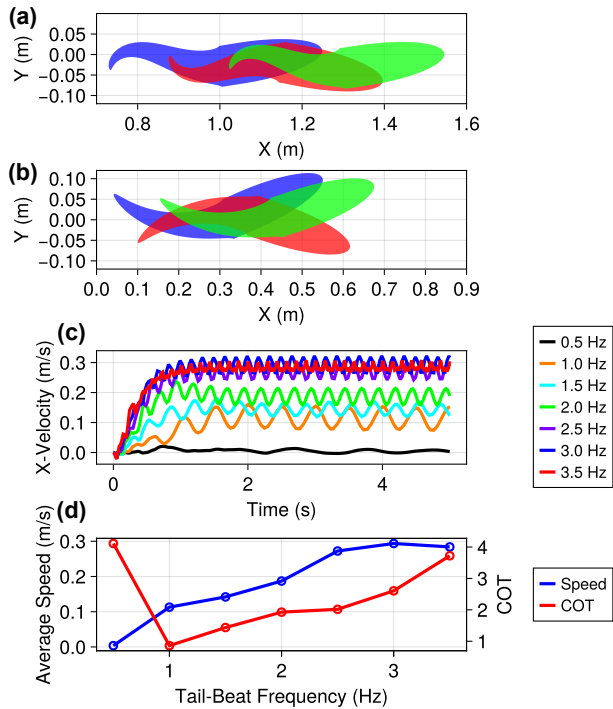 (a)
Y (m)
0.05
0.00
−0.05
−0.10
0.8 1.0 1.2 1.4 1.6
X (m)
(b)
Y (m)
0.10
0.05
0.00
−0.05
−0.10
0.0 0.1 0.2 0.3 0.4 0.5 0.6 0.7 0.8 0.9
X (m)
(c)
X-Velocity (m/s)
0.3
0.2
0.1
0.0
0 2 4
Time (s)
0.5 Hz
1.0 Hz
1.5 Hz
2.0 Hz
2.5 Hz
3.0 Hz
3.5 Hz
(d)
Average Speed (m/s)
0.3
0.2
0.1
0.0
4
3
2
1
COT
1 2 3
Tail-Beat Frequency (Hz)
Speed
COT